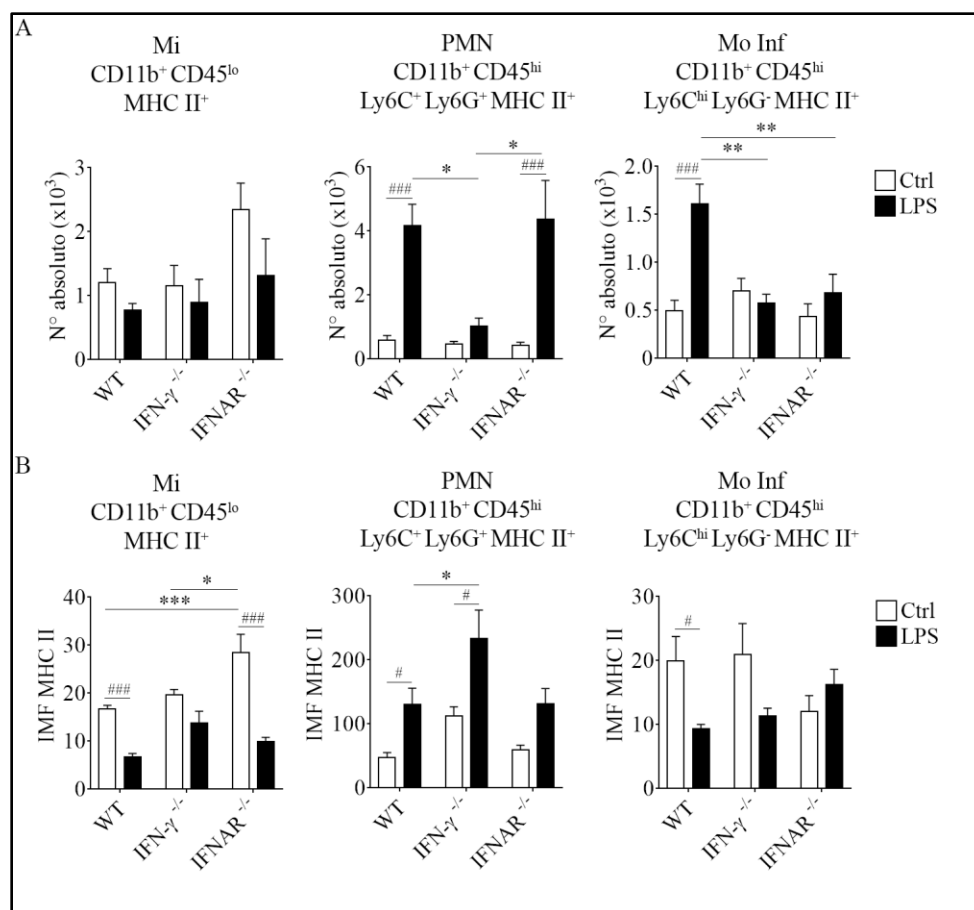 A
Mi
CD11b⁺ CD45ˡᵒ
MHC II⁺
PMN
CD11b⁺ CD45ʰⁱ
Ly6C⁺ Ly6G⁺ MHC II⁺
Mo Inf
CD11b⁺ CD45ʰⁱ
Ly6Cʰⁱ Ly6G⁻ MHC II⁺
N° absoluto (x10³)
3
2
1
0
WT
IFN-γ⁻/⁻
IFNAR⁻/⁻
N° absoluto (x10³)
6
4
2
0
###
*
*
###
WT
IFN-γ⁻/⁻
IFNAR⁻/⁻
N° absoluto (x10³)
2.0
1.5
1.0
0.5
0
###
**
**
WT
IFN-γ⁻/⁻
IFNAR⁻/⁻
Ctrl
LPS
B
Mi
CD11b⁺ CD45ˡᵒ
MHC II⁺
PMN
CD11b⁺ CD45ʰⁱ
Ly6C⁺ Ly6G⁺ MHC II⁺
Mo Inf
CD11b⁺ CD45ʰⁱ
Ly6Cʰⁱ Ly6G⁻ MHC II⁺
IMF MHC II
40
30
20
10
0
###
***
*
###
WT
IFN-γ⁻/⁻
IFNAR⁻/⁻
IMF MHC II
300
200
100
0
#
*
#
WT
IFN-γ⁻/⁻
IFNAR⁻/⁻
IMF MHC II
30
20
10
0
#
WT
IFN-γ⁻/⁻
IFNAR⁻/⁻
Ctrl
LPS